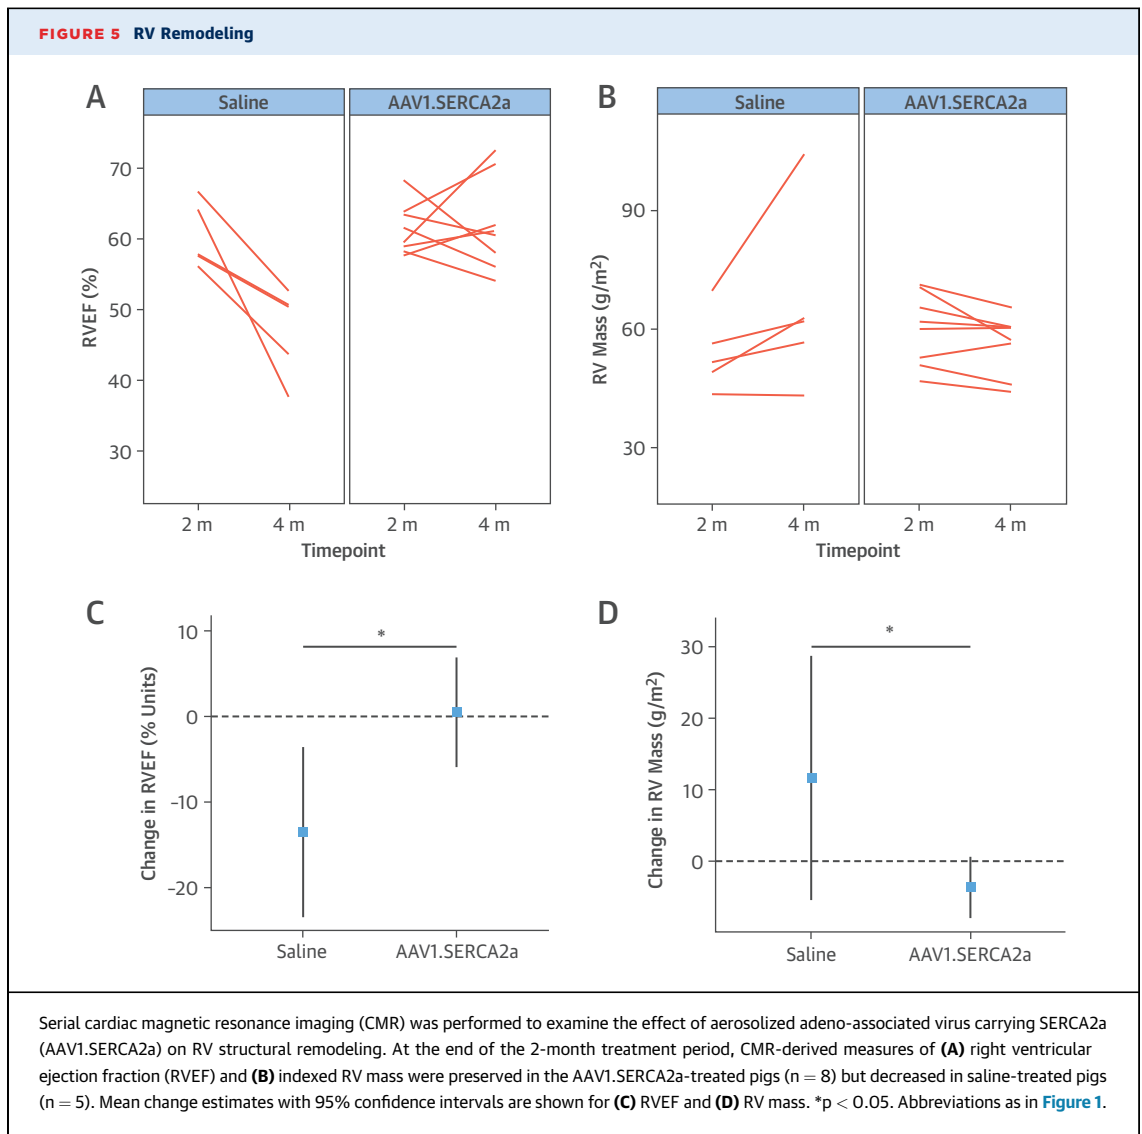 FIGURE 5 RV Remodeling
A
B
Saline
AAV1.SERCA2a
Saline
AAV1.SERCA2a
RVEF (%)
70
60
50
40
30
2 m
4 m
2 m
4 m
Timepoint
RV Mass (g/m²)
90
60
30
2 m
4 m
2 m
4 m
Timepoint
C
D
Change in RVEF (% Units)
10
0
-10
-20
*
Saline
AAV1.SERCA2a
Change in RV Mass (g/m²)
30
20
10
0
*
Saline
AAV1.SERCA2a
Serial cardiac magnetic resonance imaging (CMR) was performed to examine the effect of aerosolized adeno-associated virus carrying SERCA2a
(AAV1.SERCA2a) on RV structural remodeling. At the end of the 2-month treatment period, CMR-derived measures of (A) right ventricular
ejection fraction (RVEF) and (B) indexed RV mass were preserved in the AAV1.SERCA2a-treated pigs (n = 8) but decreased in saline-treated pigs
(n = 5). Mean change estimates with 95% confidence intervals are shown for (C) RVEF and (D) RV mass. *p < 0.05. Abbreviations as in Figure 1.